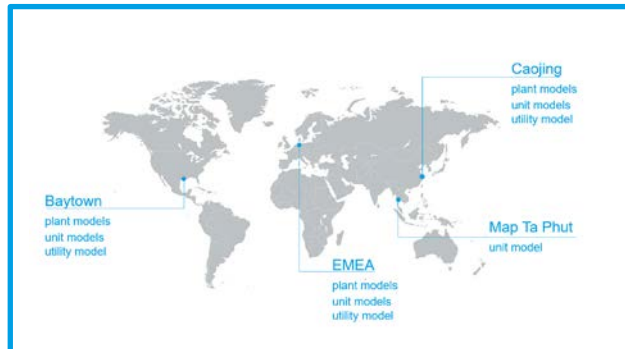 Caojing
plant models
unit models
utility model
Baytown
plant models
unit models
utility model
Map Ta Phut
unit model
EMEA
plant models
unit models
utility model